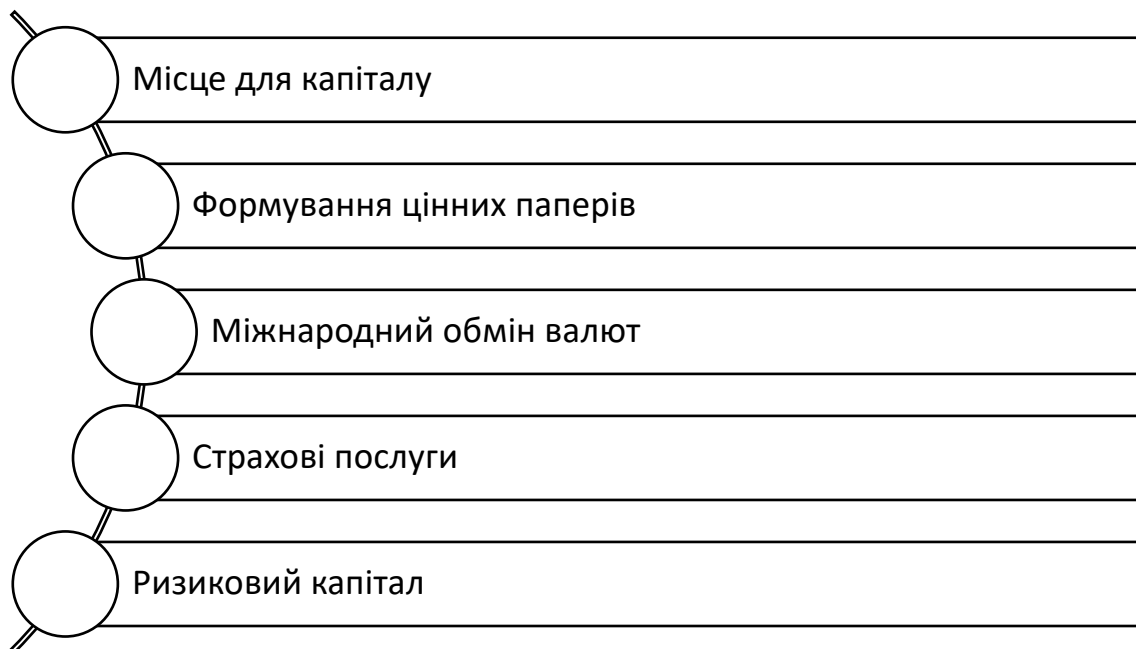 Місце для капіталу
Формування цінних паперів
Міжнародний обмін валют
Страхові послуги
Ризиковий капітал